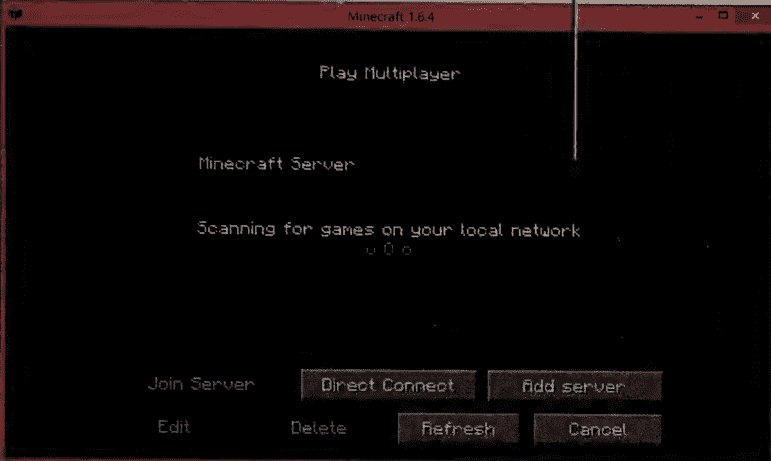 Minecraft 1.6.4
Play Multiplayer
Minecraft Server
Scanning for games on your local network
o O o
Join Server Direct Connect Add server
Edit Delete Refresh Cancel